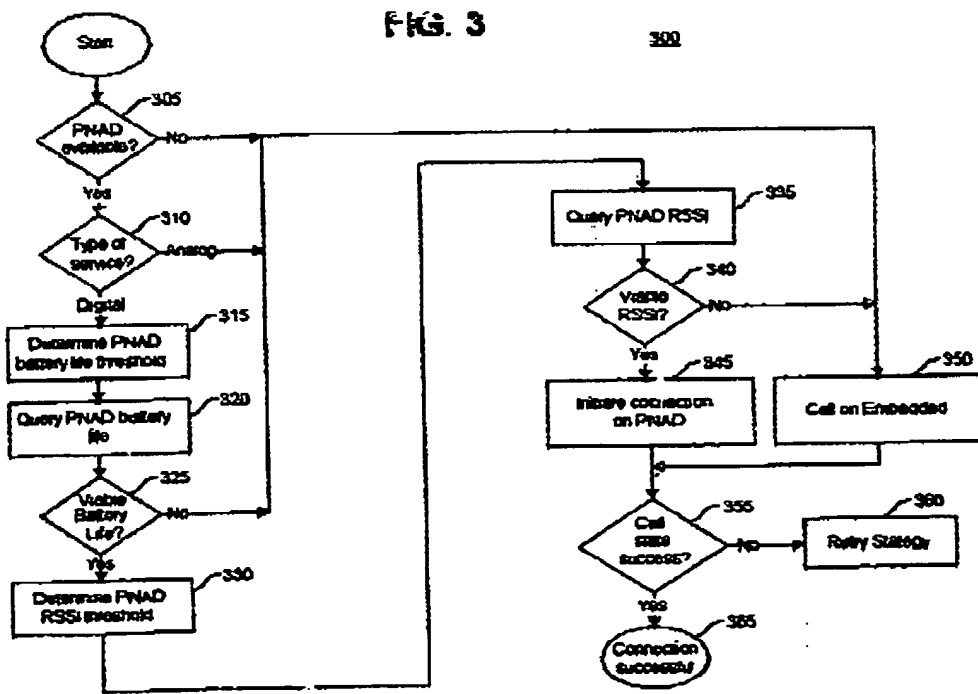 FIG. 3
300
Start
305
PNAD
available?
No
Yes
310
Type of
service?
Analog
Digital
315
Determine PNAD
battery life threshold
320
Query PNAD battery
life
325
Viable
Battery
Life?
No
Yes
330
Determine PNAD
RSSI threshold
335
Query PNAD RSSI
340
Viable
RSSI?
No
Yes
345
Initiate connection
on PNAD
350
Call on Embedded
355
Call
state
success?
No
360
Retry Strategy
Yes
365
Connection
successful